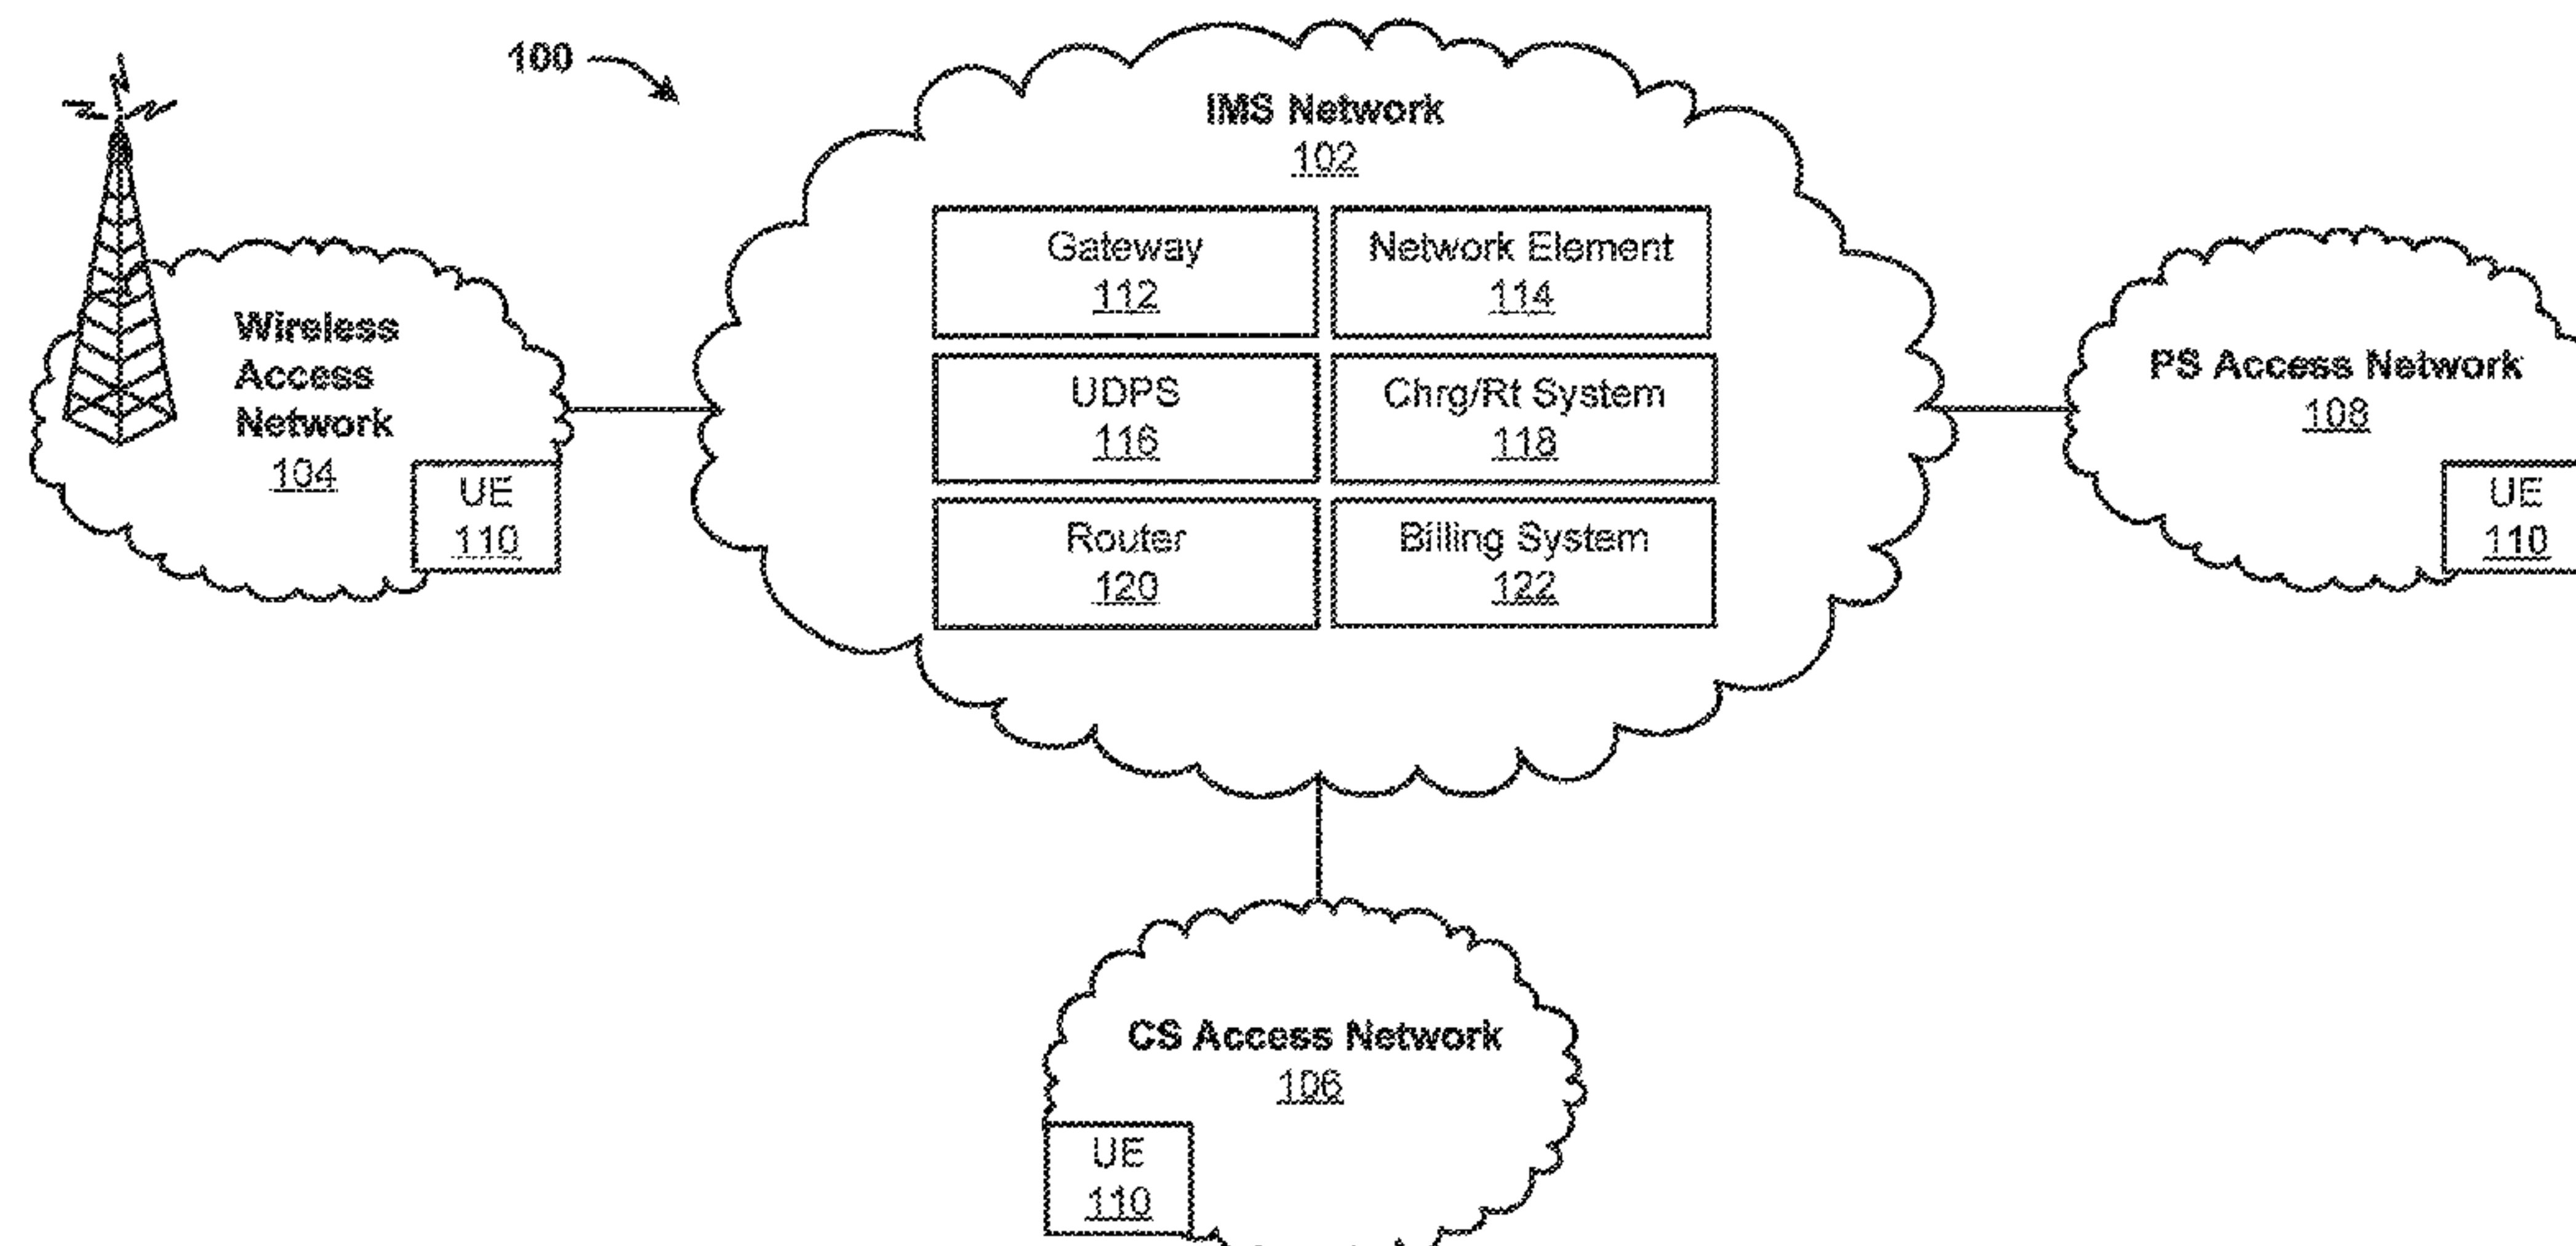 100
IMS Network
102
Gateway
112
Network Element
114
UDPS
116
Chrg/Rt System
118
Router
120
Billing System
122
Wireless
Access
Network
104
UE
110
PS Access Network
108
UE
110
CS Access Network
106
UE
110